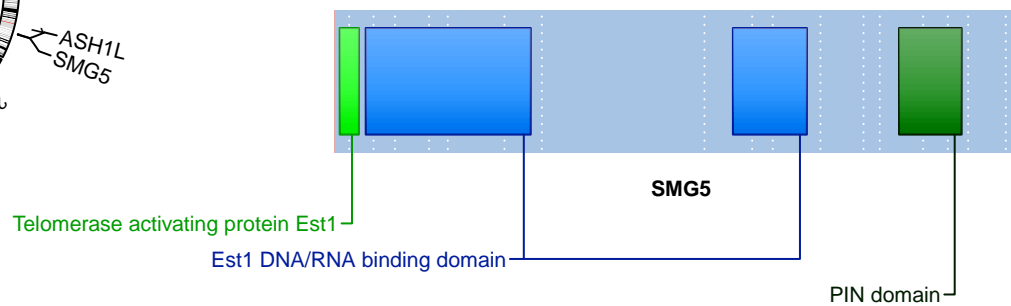 ASH1L
SMG5
SMG5
Telomerase activating protein Est1
Est1 DNA/RNA binding domain
PIN domain